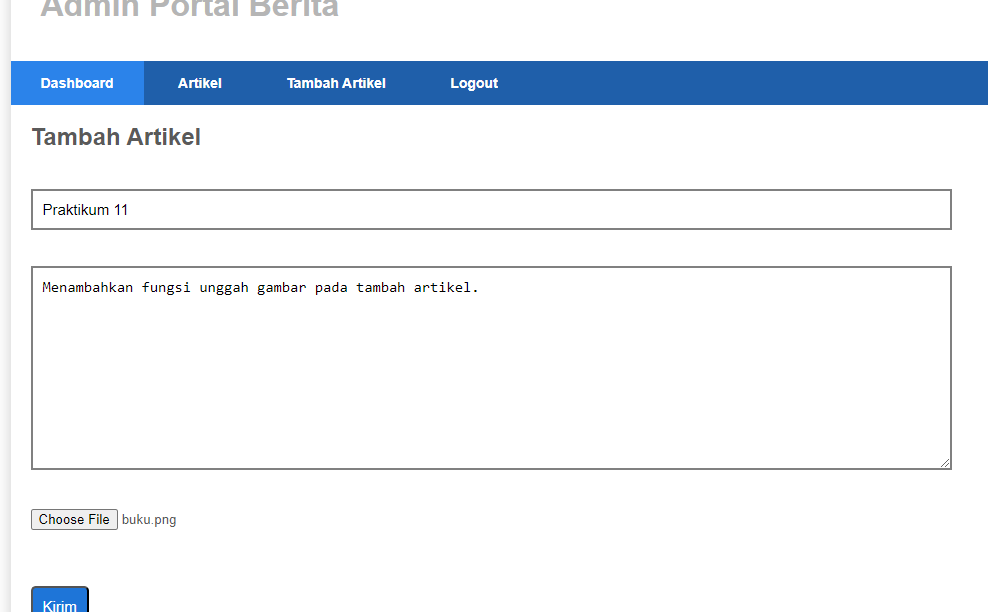 Admin Portal Berita
Dashboard Artikel Tambah Artikel Logout
Tambah Artikel
Praktikum 11
Menambahkan fungsi unggah gambar pada tambah artikel.
Choose File buku.png
Kirim